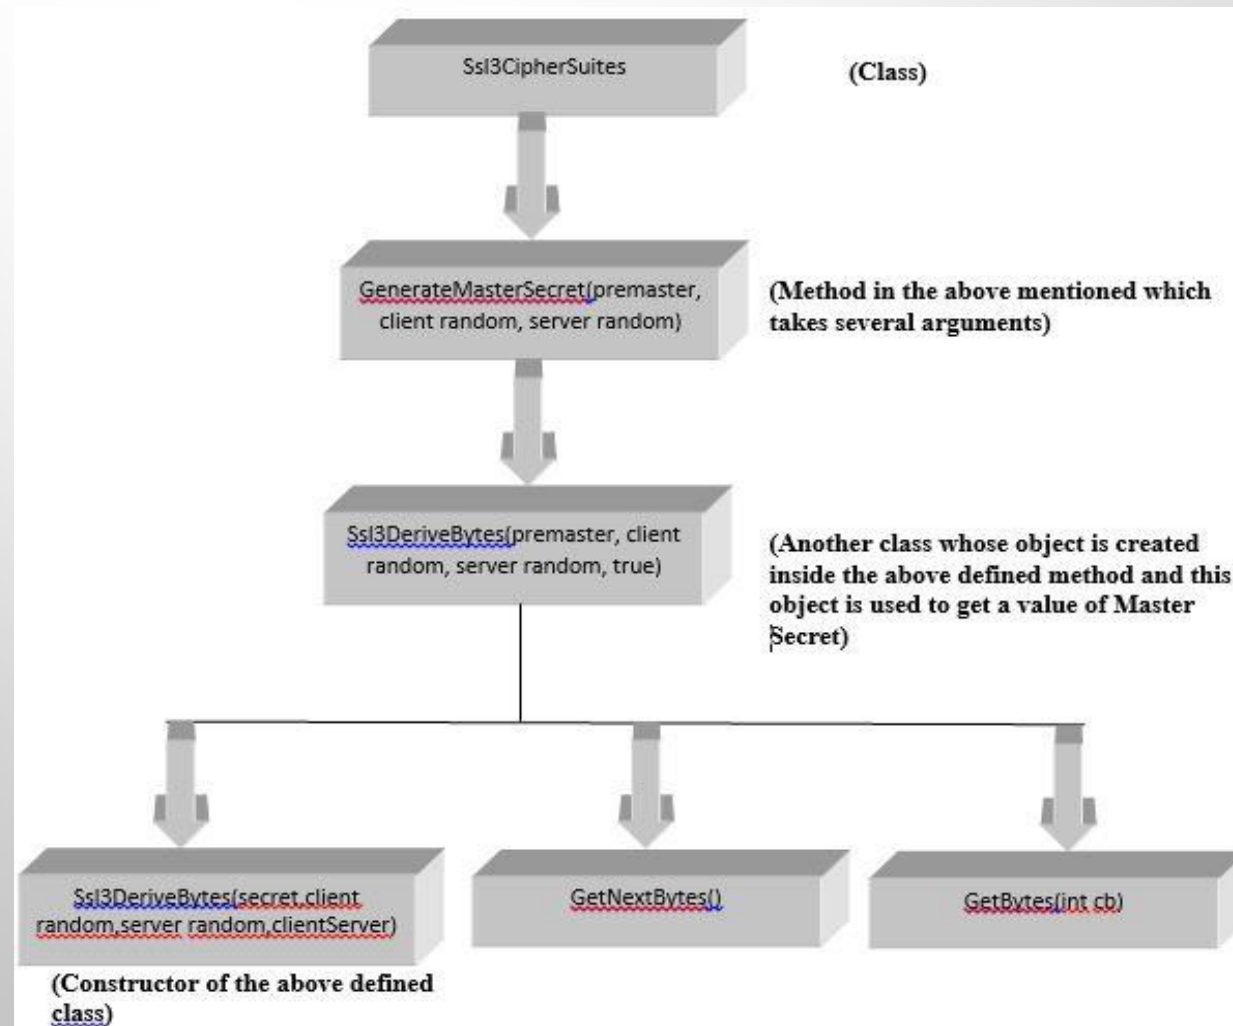 Ssl3CipherSuites
(Class)
GenerateMasterSecret(premaster,
client random, server random)
(Method in the above mentioned which
takes several arguments)
Ssl3DeriveBytes(premaster, client
random, server random, true)
(Another class whose object is created
inside the above defined method and this
object is used to get a value of Master
Secret)
Ssl3DeriveBytes(secret,client
random,server random,clientServer)
(Constructor of the above defined
class)
GetNextBytes()
GetBytes(int cb)